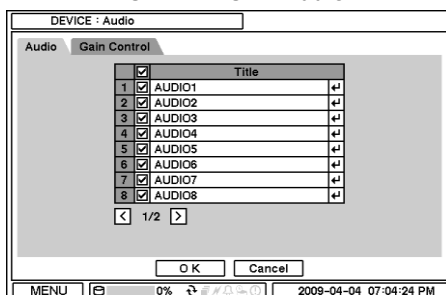 DEVICE : Audio
Audio Gain Control
Title
1 AUDIO1
2 AUDIO2
3 AUDIO3
4 AUDIO4
5 AUDIO5
6 AUDIO6
7 AUDIO7
8 AUDIO8
< 1/2 >
OK Cancel
MENU 0% 2009-04-04 07:04:24 PM